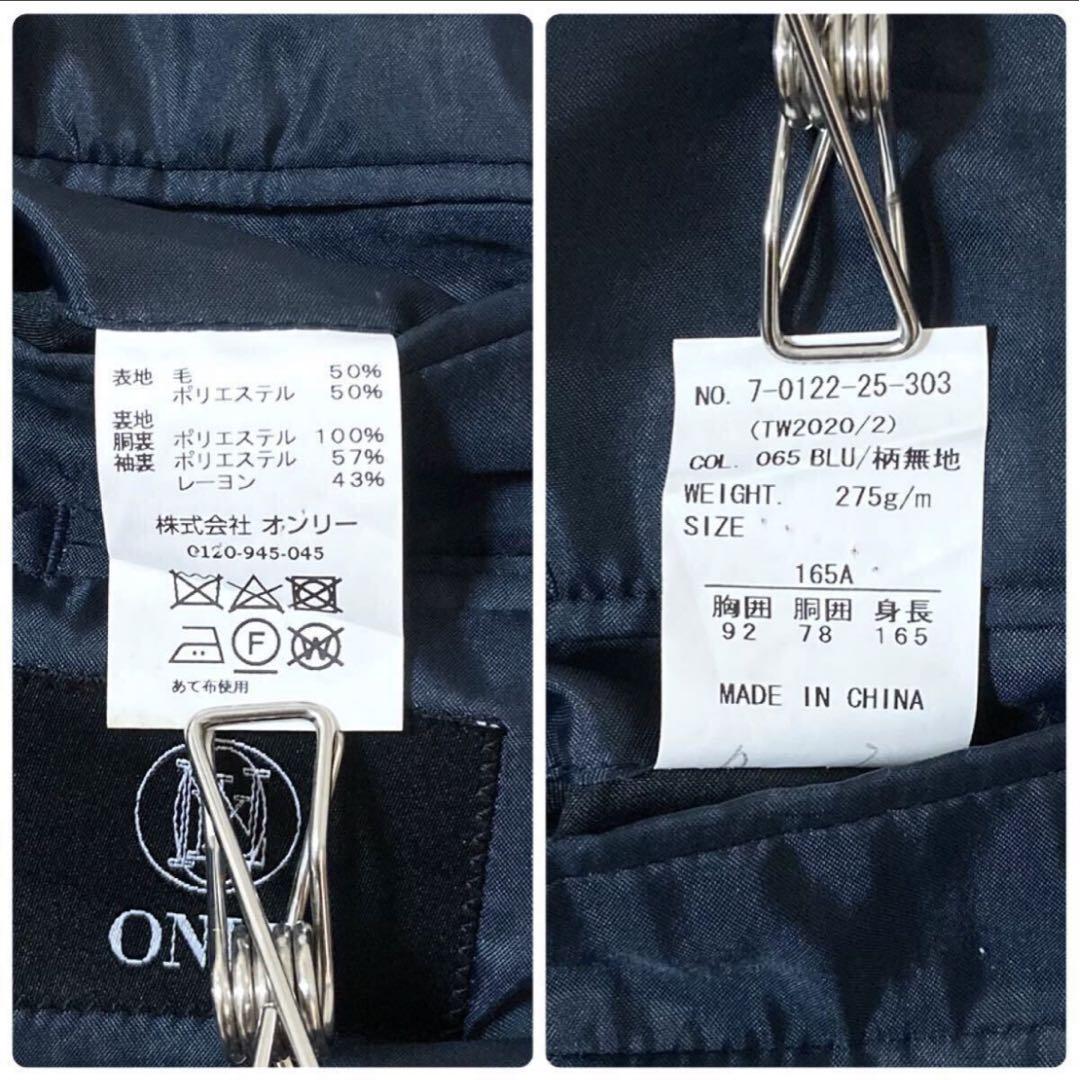 表地 毛 50%
ポリエステル 50%
裏地
胴裏 ポリエステル 100%
袖裏 ポリエステル 57%
レーヨン 43%
株式会社 オンリー
0120-945-045
F
W
あて布使用
NO. 7-0122-25-303
(TW2020/2)
COL. 065 BLU/柄無地
WEIGHT. 275g/m
SIZE
165A
胸囲 胴囲 身長
92 78 165
MADE IN CHINA